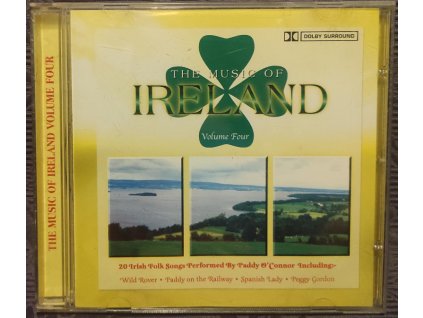 THE MUSIC OF IRELAND VOLUME FOUR
DOLBY SURROUND
THE MUSIC OF
IRELAND
Volume Four
20 Irish Folk Songs Performed By Paddy O'Connor Including:-
Wild Rover • Paddy on the Railway • Spanish Lady • Peggy Gordon